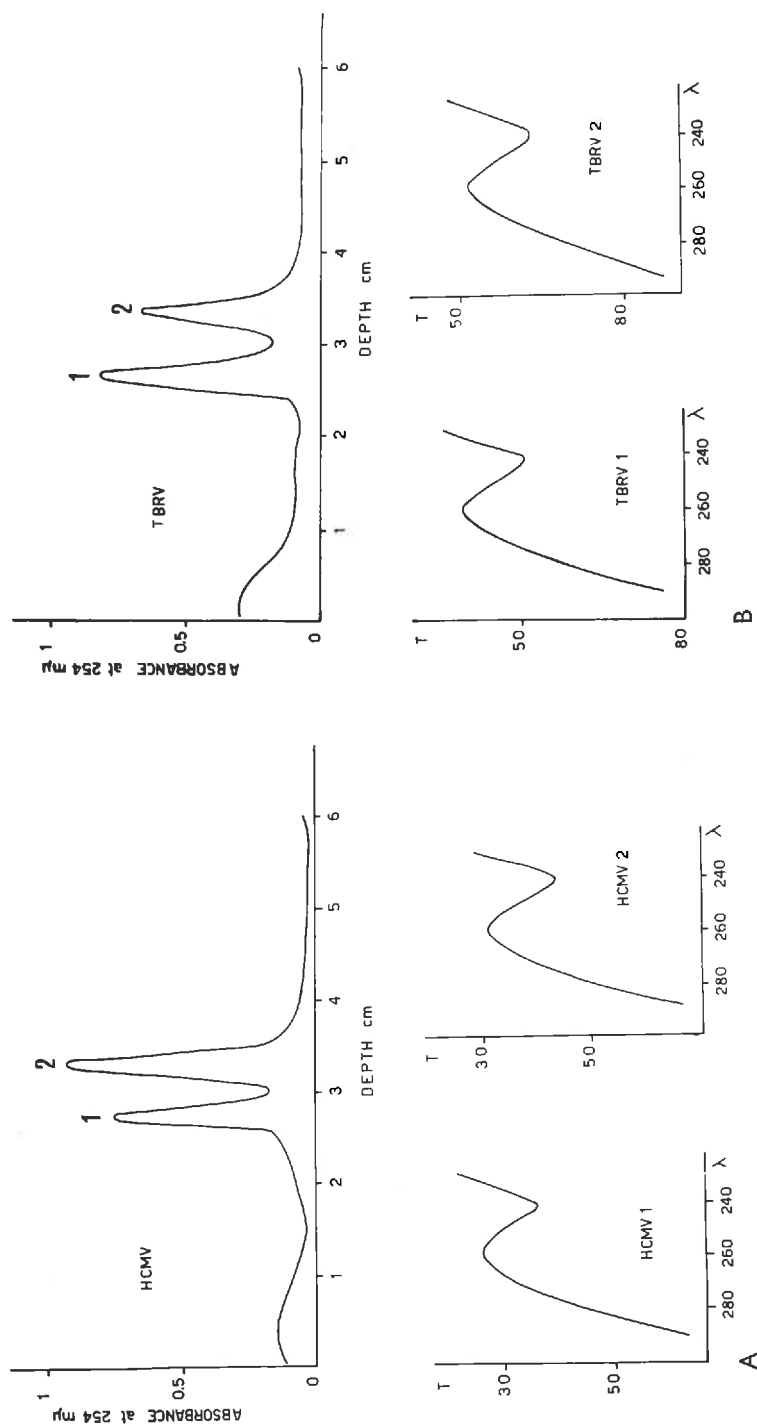 ABSORBANCE at 254 mµ
1
0.5
0
HCMV
1
2
1
2
3
4
5
6
DEPTH cm
T
30
50
HCMV 1
280
260
240
λ
T
30
50
HCMV 2
280
260
240
λ
A
ABSORBANCE at 254 mµ
1
0.5
0
TBRV
1
2
1
2
3
4
5
6
DEPTH cm
T
50
80
TBRV 1
280
260
240
λ
T
50
80
TBRV 2
280
260
240
λ
B